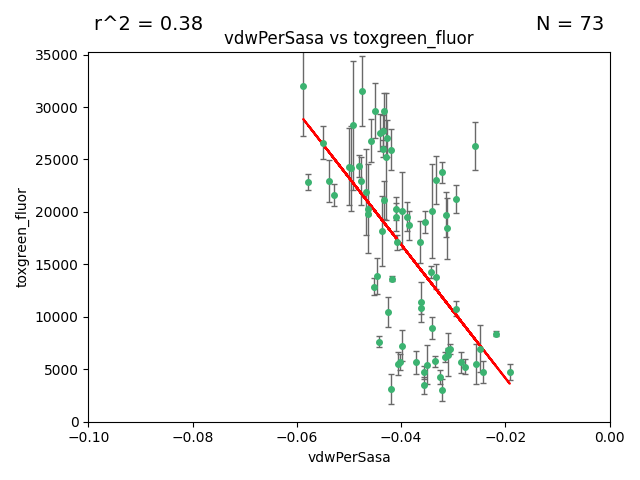 r^2 = 0.38
N = 73
vdwPerSasa vs toxgreen_fluor
toxgreen_fluor
35000
30000
25000
20000
15000
10000
5000
0
−0.10
−0.08
−0.06
−0.04
−0.02
0.00
vdwPerSasa